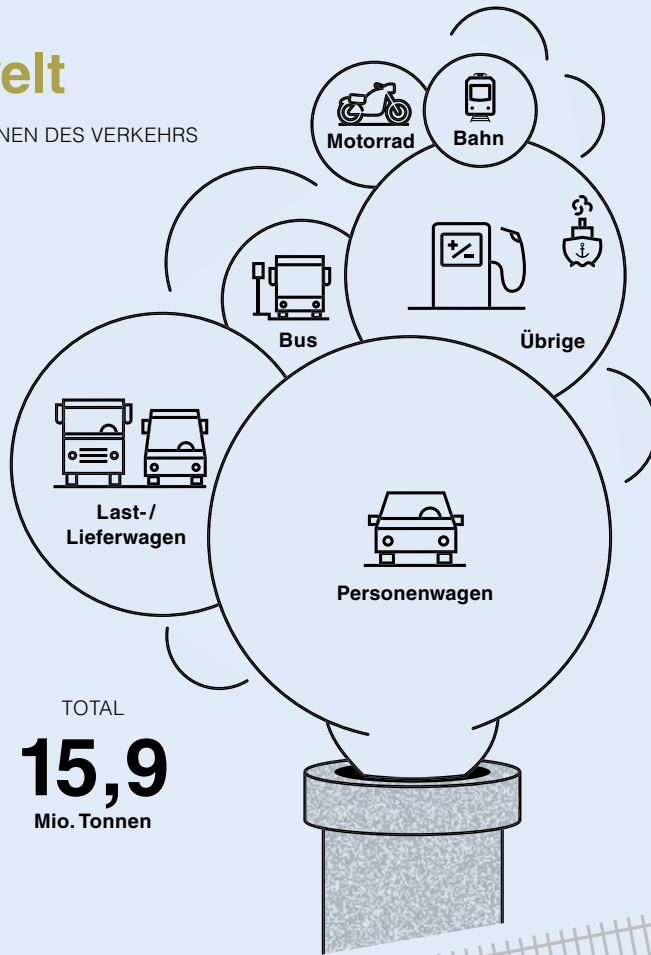 elt
NEN DES VERKEHRS
Motorrad
Bahn
Bus
Übrige
Last-/
Lieferwagen
Personenwagen
TOTAL
15,9
Mio. Tonnen